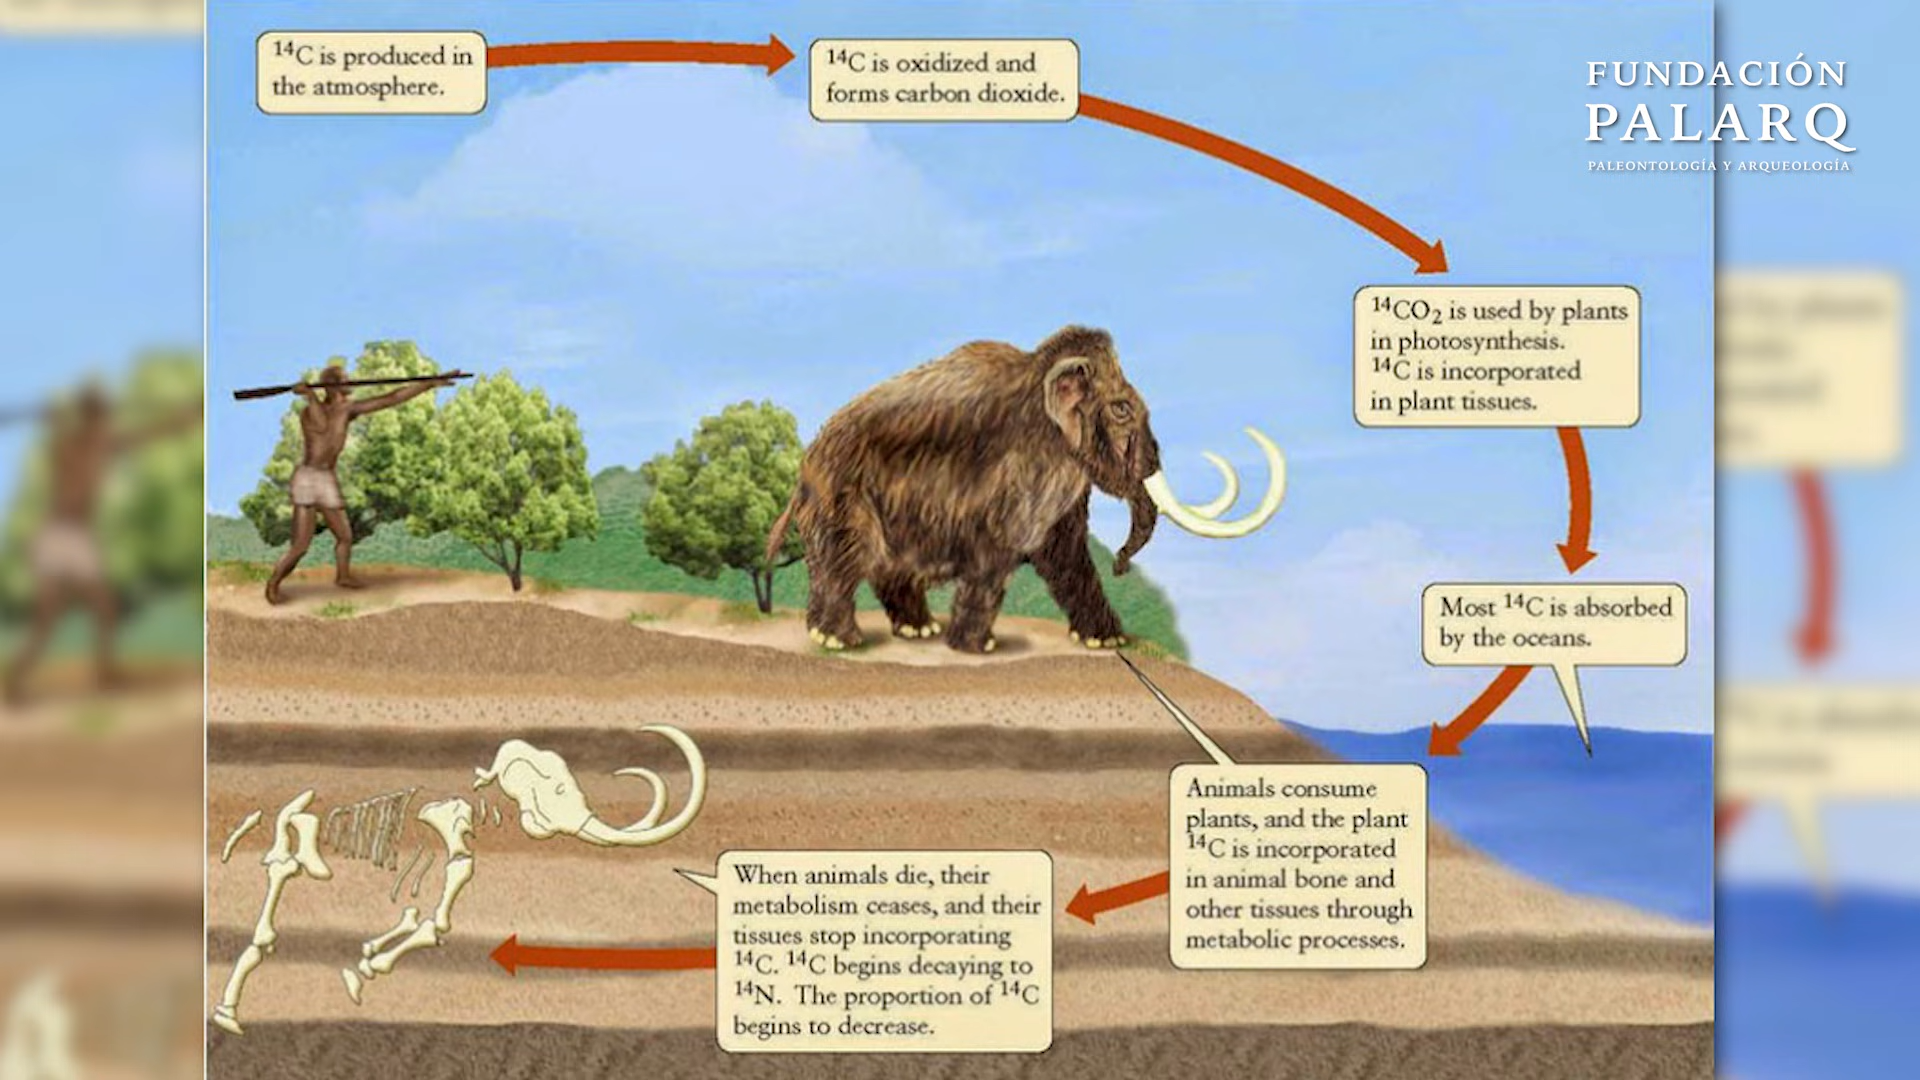 ¹⁴C is produced in
the atmosphere.
¹⁴C is oxidized and
forms carbon dioxide.
FUNDACIÓN
PALARQ
PALEONTOLOGÍA Y ARQUEOLOGÍA
¹⁴CO₂ is used by plants
in photosynthesis.
¹⁴C is incorporated
in plant tissues.
Most ¹⁴C is absorbed
by the oceans.
Animals consume
plants, and the plant
¹⁴C is incorporated
in animal bone and
other tissues through
metabolic processes.
When animals die, their
metabolism ceases, and their
tissues stop incorporating
¹⁴C. ¹⁴C begins decaying to
¹⁴N. The proportion of ¹⁴C
begins to decrease.